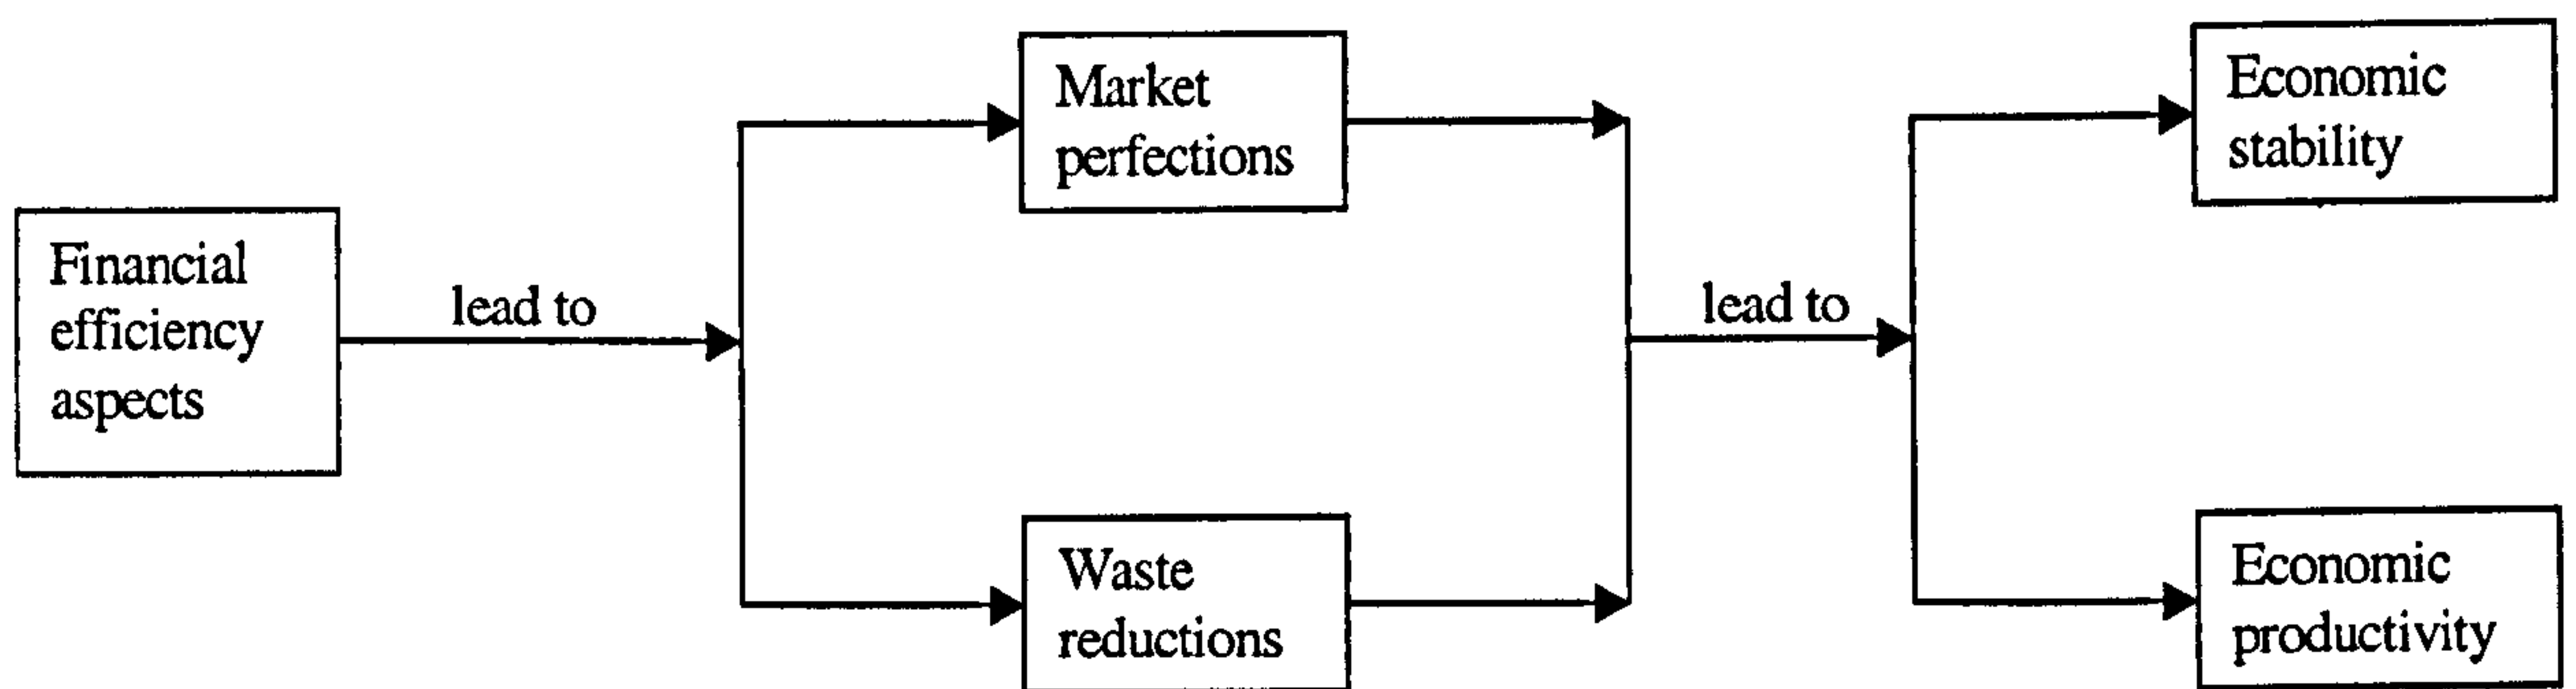 Financial
efficiency
aspects
lead to
Market
perfections
Waste
reductions
lead to
Economic
stability
Economic
productivity